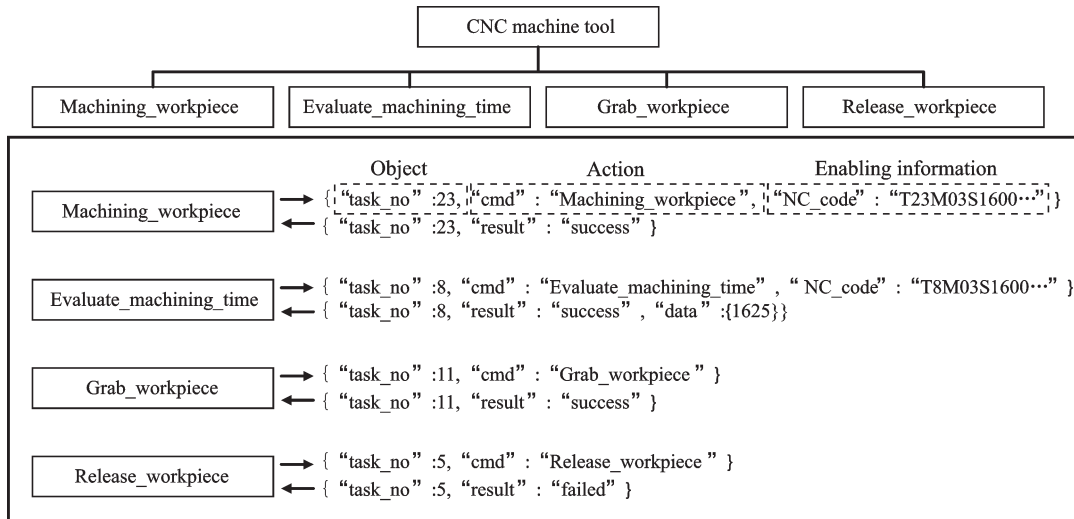 CNC machine tool
Machining_workpiece Evaluate_machining_time Grab_workpiece Release_workpiece
Object Action Enabling information
Machining_workpiece
{ “task_no” :23, “cmd” : “Machining_workpiece”, “NC_code” : “T23M03S1600···” }
{ “task_no” :23, “result” : “success” }
Evaluate_machining_time
{ “task_no” :8, “cmd” : “Evaluate_machining_time” , “ NC_code” : “T8M03S1600···” }
{ “task_no” :8, “result” : “success” , “data” :{1625}}
Grab_workpiece
{ “task_no” :11, “cmd” : “Grab_workpiece” }
{ “task_no” :11, “result” : “success” }
Release_workpiece
{ “task_no” :5, “cmd” : “Release_workpiece” }
{ “task_no” :5, “result” : “failed” }